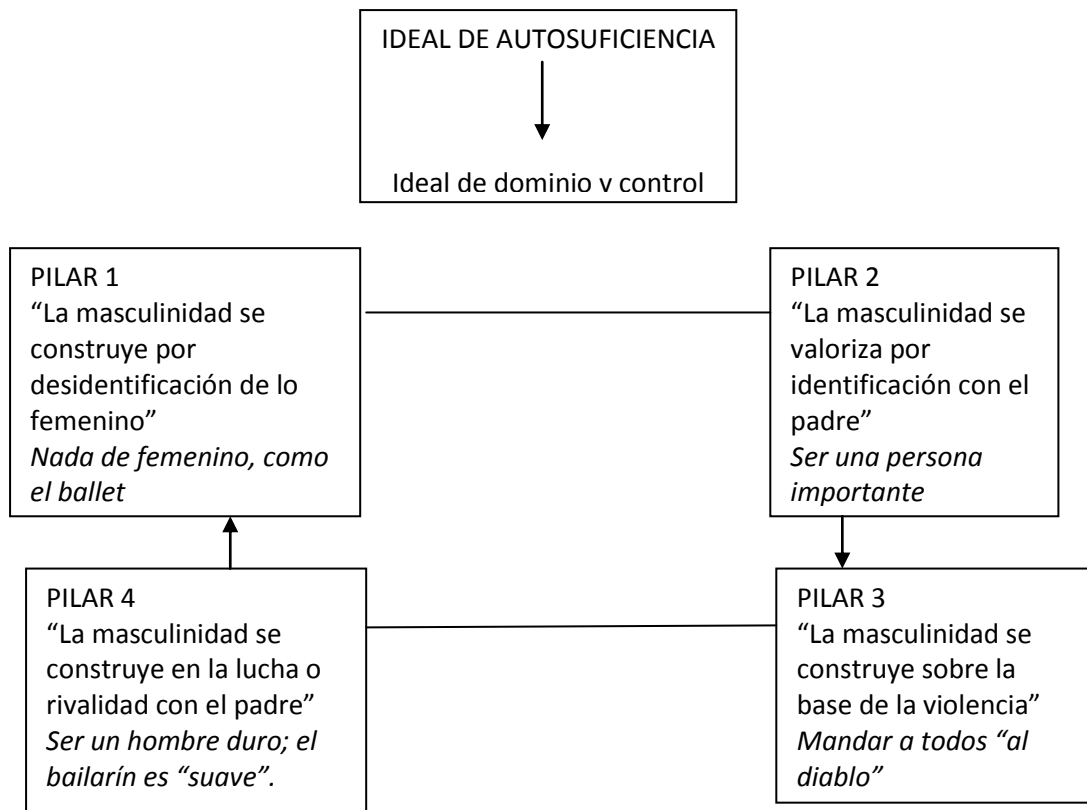 IDEAL DE AUTOSUFICIENCIA
Ideal de dominio y control
PILAR 1
“La masculinidad se
construye por
desidentificación de lo
femenino”
Nada de femenino, como
el ballet
PILAR 2
“La masculinidad se
valoriza por
identificación con el
padre”
Ser una persona
importante
PILAR 4
“La masculinidad se
construye en la lucha o
rivalidad con el padre”
Ser un hombre duro; el
bailarín es “suave”.
PILAR 3
“La masculinidad se
construye sobre la
base de la violencia”
Mandar a todos “al
diablo”